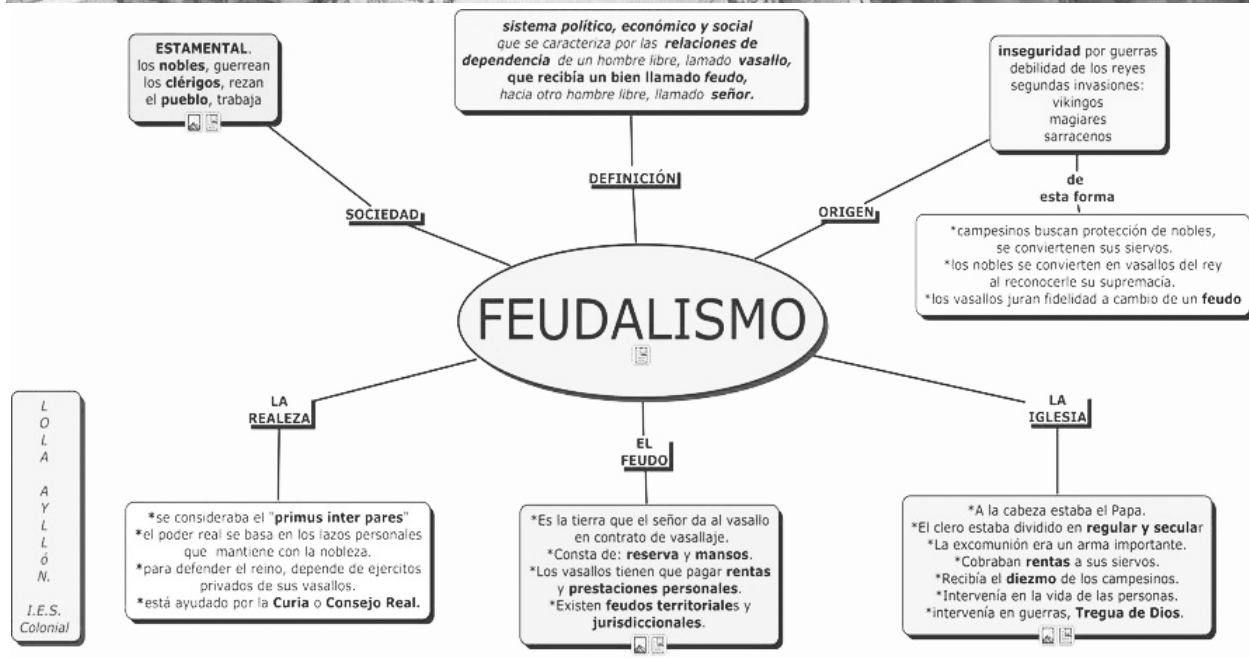 ESTAMENTAL.
los nobles, guerrean
los clérigos, rezan
el pueblo, trabaja
SOCIEDAD
sistema político, económico y social
que se caracteriza por las relaciones de
dependencia de un hombre libre, lamado vasallo,
que recibía un bien llamado feudo,
hacia otro hombre libre, llamado señor.
DEFINICIÓN
inseguridad por guerras
debilidad de los reyes
segundas invasiones:
vikingos
magiares
sarracenos
ORIGEN
de
esta forma
*campesinos buscan protección de nobles,
se conviertenen sus siervos.
*los nobles se convierten en vasallos del rey
al reconocerle su supremacía.
*los vasallos juran fidelidad a cambio de un feudo
FEUDALISMO
LA
REALEZA
*se consideraba el "primus inter pares"
*el poder real se basa en los lazos personales
que mantiene con la nobleza.
*para defender el reino, depende de ejercitos
privados de sus vasallos.
*está ayudado por la Curia o Consejo Real.
EL
FEUDO
*Es la tierra que el señor da al vasallo
en contrato de vasallaje.
*Consta de: reserva y mansos.
*Los vasallos tienen que pagar rentas
y prestaciones personales.
*Existen feudos territoriales y
jurisdiccionales.
LA
IGLESIA
*A la cabeza estaba el Papa.
*El clero estaba dividido en regular y secular
*La excomunión era un arma importante.
*Cobraban rentas a sus siervos.
*Recibía el diezmo de los campesinos.
*Intervenía en la vida de las personas.
*intervenía en guerras, Tregua de Dios.
LOLA
AYLLÓN.
I.E.S.
Colonial